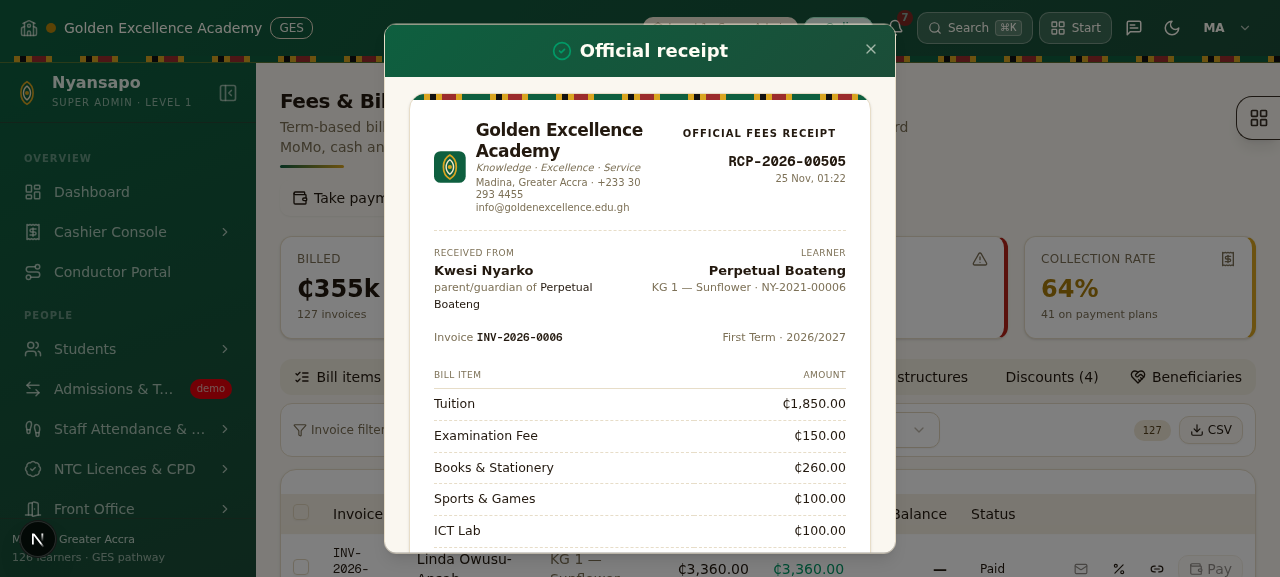 Golden Excellence Academy GES
7
Search ⌘K
Start
MA
Official receipt
Nyansapo
SUPER ADMIN · LEVEL 1
OVERVIEW
Dashboard
Cashier Console
Conductor Portal
PEOPLE
Students
Admissions & T... demo
Staff Attendance & ...
NTC Licences & CPD
Front Office
Greater Accra
GES pathway
N
Fees & Bil
Term-based bill
MoMo, cash an
Take paym
BILLED
₵355k
127 invoices
COLLECTION RATE
64%
41 on payment plans
Bill items
structures
Discounts (4)
Beneficiaries
Invoice filter
127
CSV
Invoice
Balance
Status
INV-
2026-
Linda Owusu-
KG 1 —
₵3,360.00
₵3,360.00
—
Paid
Pay
Golden Excellence
Academy
Knowledge · Excellence · Service
Madina, Greater Accra · +233 30
293 4455
info@goldenexcellence.edu.gh
OFFICIAL FEES RECEIPT
RCP-2026-00505
25 Nov, 01:22
RECEIVED FROM
Kwesi Nyarko
parent/guardian of Perpetual
Boateng
LEARNER
Perpetual Boateng
KG 1 — Sunflower · NY-2021-00006
Invoice INV-2026-0006
First Term · 2026/2027
BILL ITEM AMOUNT
Tuition ₵1,850.00
Examination Fee ₵150.00
Books & Stationery ₵260.00
Sports & Games ₵100.00
ICT Lab ₵100.00